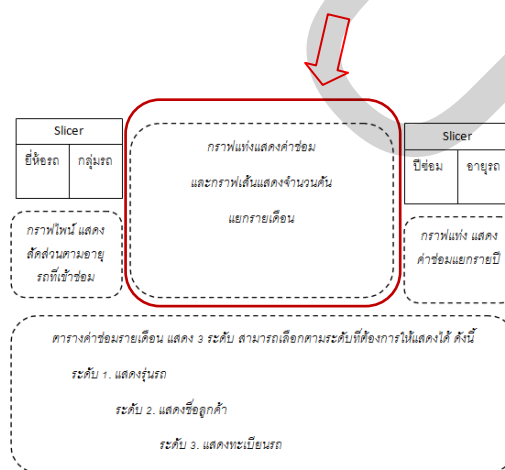 Slicer
ยี่ห้อรถ กลุ่มรถ
กราฟไพน์ แสดง
สัดส่วนตามอายุ
รถที่เข้าซ่อม
กราฟแท่งแสดงค่าซ่อม
และกราฟเส้นแสดงจำนวนคัน
แยกรายเดือน
Slicer
ปีซ่อม อายุรถ
กราฟแท่ง แสดง
ค่าซ่อมแยกรายปี
ตารางค่าซ่อมรายเดือน แสดง 3 ระดับ สามารถเลือกตามระดับที่ต้องการให้แสดงได้ ดังนี้
ระดับ 1. แสดงรุ่นรถ
ระดับ 2. แสดงชื่อลูกค้า
ระดับ 3. แสดงทะเบียนรถ